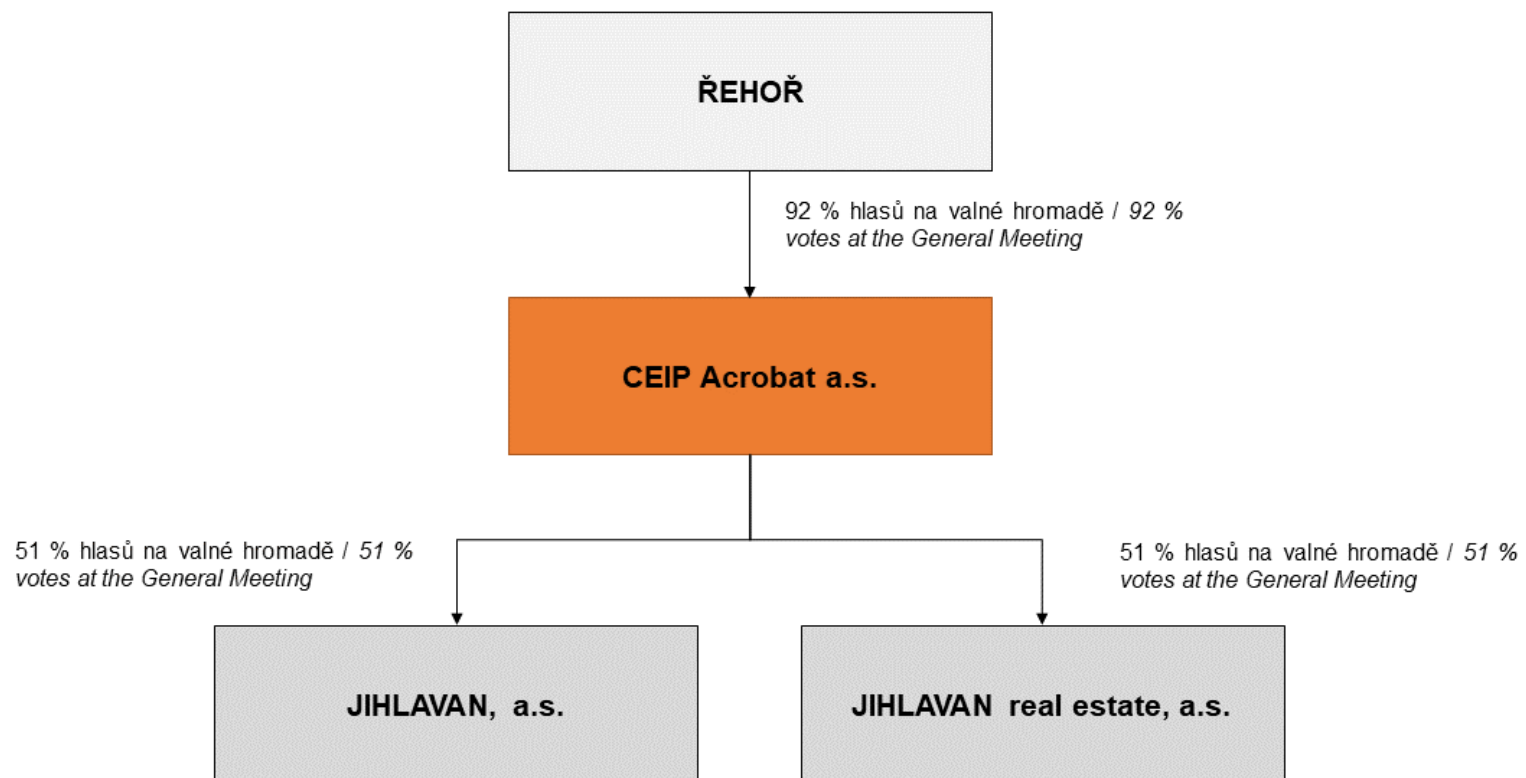 ŘEHOŘ
92 % hlasů na valné hromadě / 92 %
votes at the General Meeting
CEIP Acrobat a.s.
51 % hlasů na valné hromadě / 51 %
votes at the General Meeting
51 % hlasů na valné hromadě / 51 %
votes at the General Meeting
JIHLAVAN, a.s.
JIHLAVAN real estate, a.s.